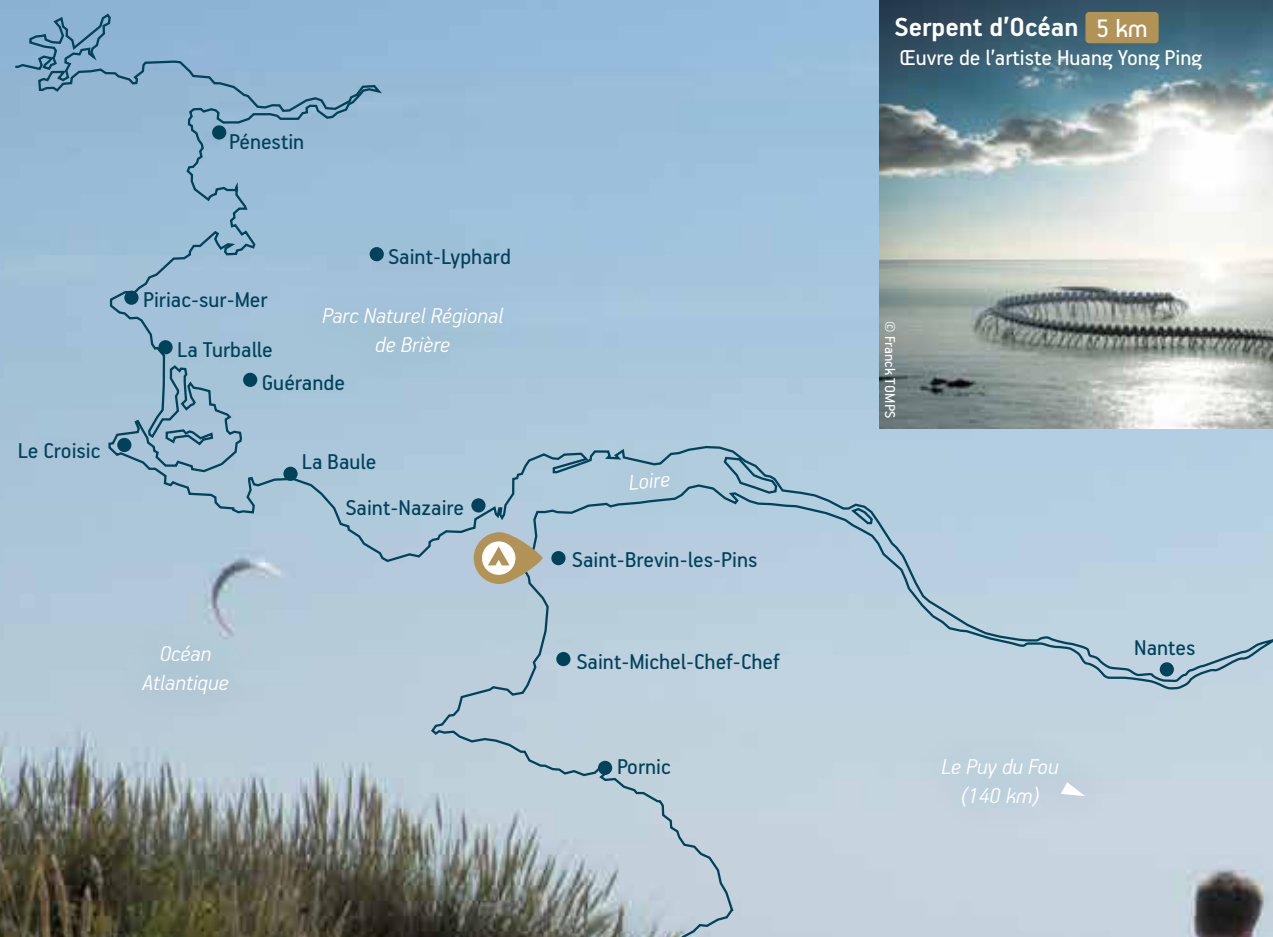 Serpent d'Océan 5 km
Œuvre de l'artiste Huang Yong Ping
© Franck TOMPS
Pénestin
Saint-Lyphard
Piriac-sur-Mer
Parc Naturel Régional
de Brière
La Turballe
Guérande
Le Croisic
La Baule
Loire
Saint-Nazaire
Saint-Brevin-les-Pins
Océan
Atlantique
Saint-Michel-Chef-Chef
Nantes
Pornic
Le Puy du Fou
(140 km)